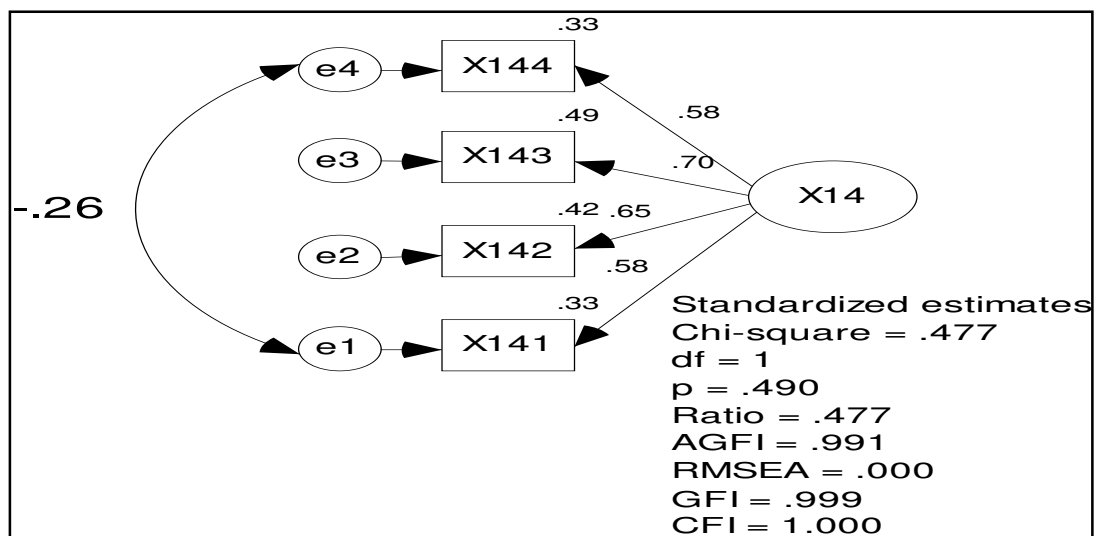 .33
e4 X144
.58
.49
e3 X143 .70
X14
-.26
.42 .65
e2 X142
.58
.33
e1 X141
Standardized estimates
Chi-square = .477
df = 1
p = .490
Ratio = .477
AGFI = .991
RMSEA = .000
GFI = .999
CFI = 1.000